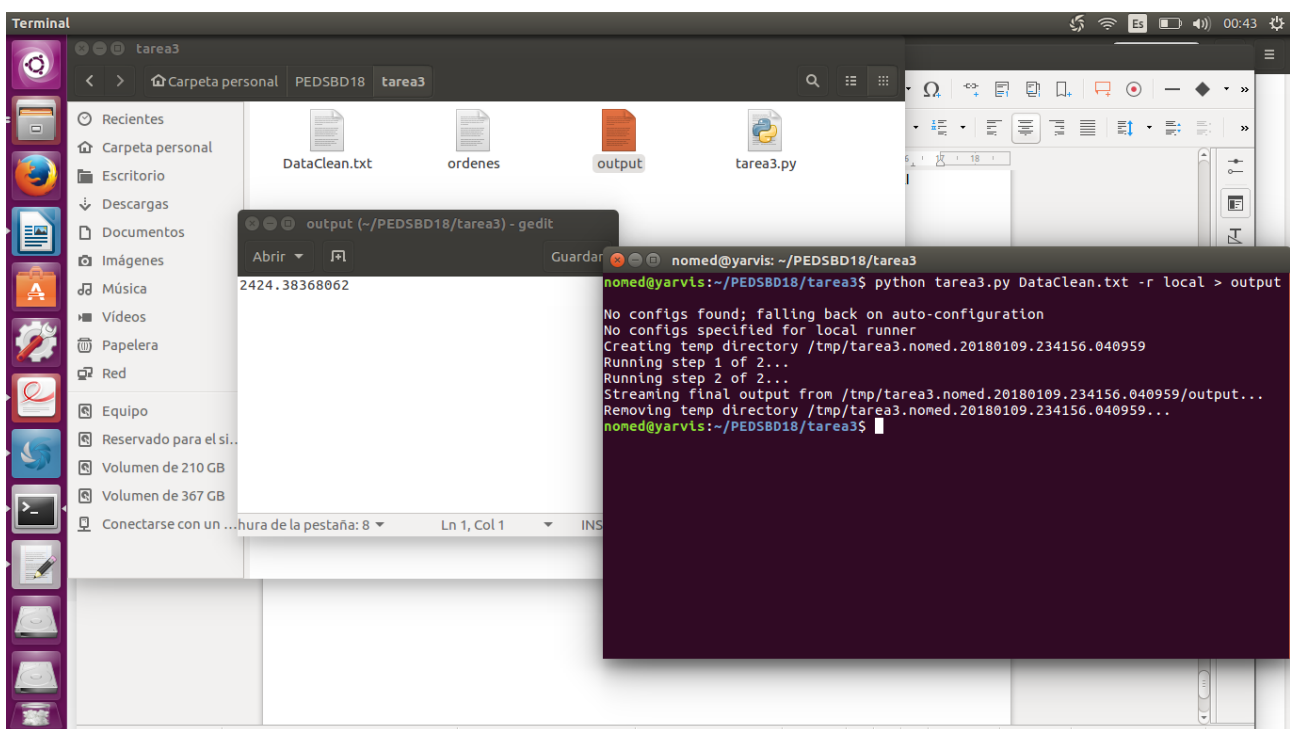 Terminal
Es
00:43
tarea3
Carpeta personal PEDSBD18 tarea3
Recientes
Carpeta personal
Escritorio
Descargas
Documentos
Imágenes
Música
Vídeos
Papelera
Red
Equipo
Reservado para el si...
Volumen de 210 GB
Volumen de 367 GB
Conectarse con un ...
DataClean.txt
ordenes
output
tarea3.py
18
output (~/PEDSBD18/tarea3) - gedit
Abrir
Guardar
2424.38368062
hura de la pestaña: 8
Ln 1, Col 1
INS
nomed@yarvis: ~/PEDSBD18/tarea3
nomed@yarvis:~/PEDSBD18/tarea3$ python tarea3.py DataClean.txt -r local > output
No configs found; falling back on auto-configuration
No configs specified for local runner
Creating temp directory /tmp/tarea3.nomed.20180109.234156.040959
Running step 1 of 2...
Running step 2 of 2...
Streaming final output from /tmp/tarea3.nomed.20180109.234156.040959/output...
Removing temp directory /tmp/tarea3.nomed.20180109.234156.040959...
nomed@yarvis:~/PEDSBD18/tarea3$